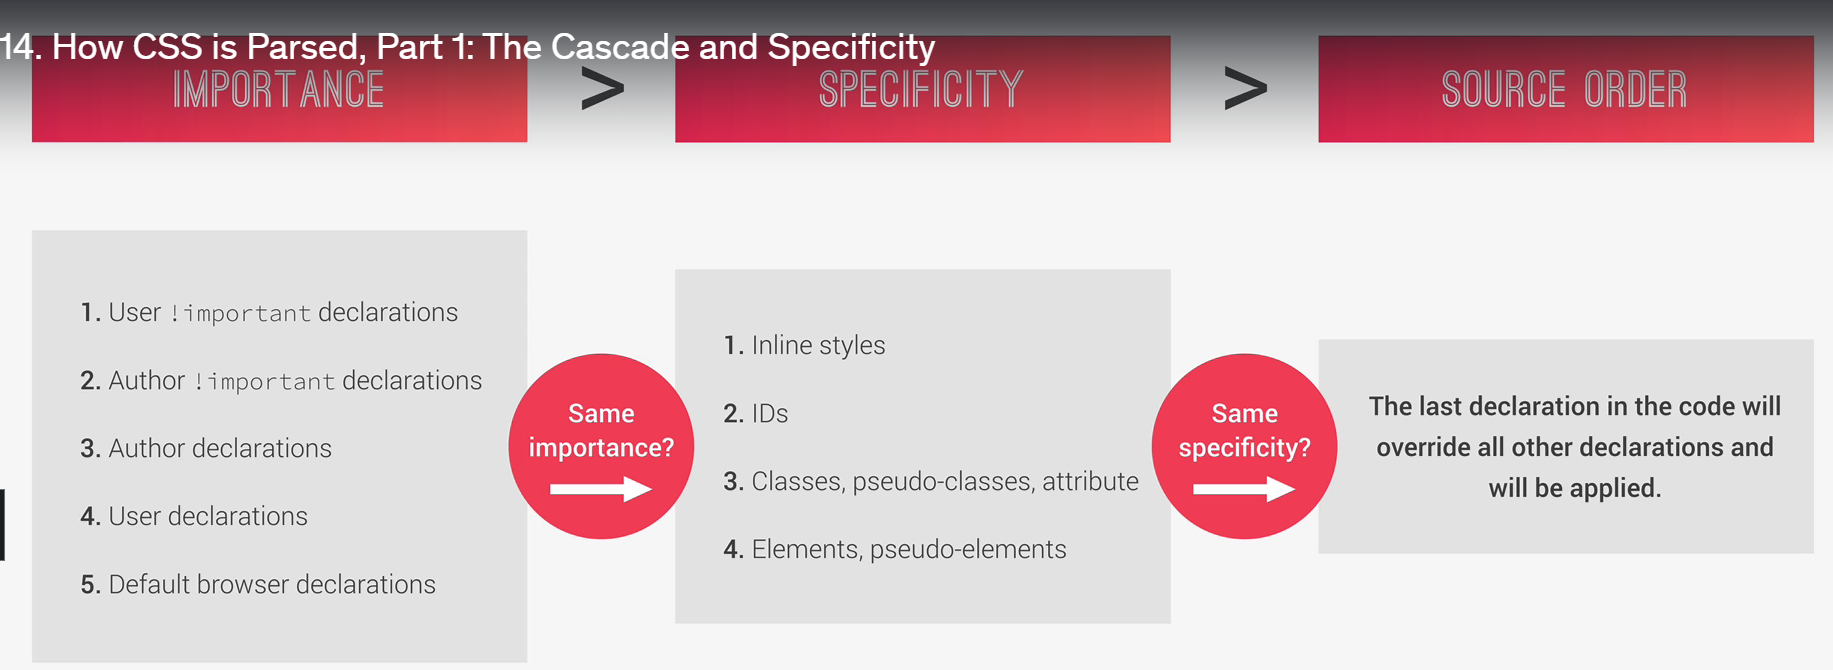 14. How CSS is Parsed, Part 1: The Cascade and Specificity
IMPORTANCE
>
SPECIFICITY
>
SOURCE ORDER
1. User !important declarations
2. Author !important declarations
3. Author declarations
4. User declarations
5. Default browser declarations
Same
importance?
1. Inline styles
2. IDs
3. Classes, pseudo-classes, attribute
4. Elements, pseudo-elements
Same
specificity?
The last declaration in the code will
override all other declarations and
will be applied.